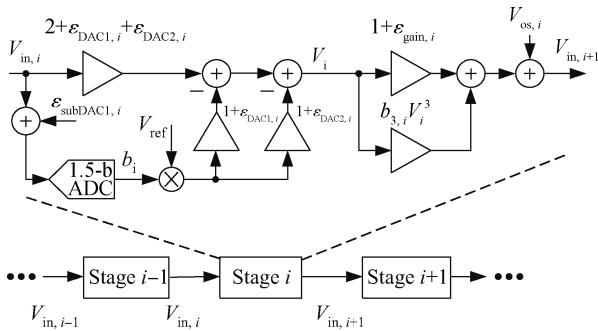 2+ε_DAC1, i+ε_DAC2, i
1+ε_gain, i
V_os, i
V_in, i
V_i
V_in, i+1
ε_subDAC1, i
V_ref
1+ε_DAC1, i
1+ε_DAC2, i
b_3, i V_i^3
b_i
1.5-b
ADC
Stage i−1
Stage i
Stage i+1
V_in, i−1
V_in, i
V_in, i+1